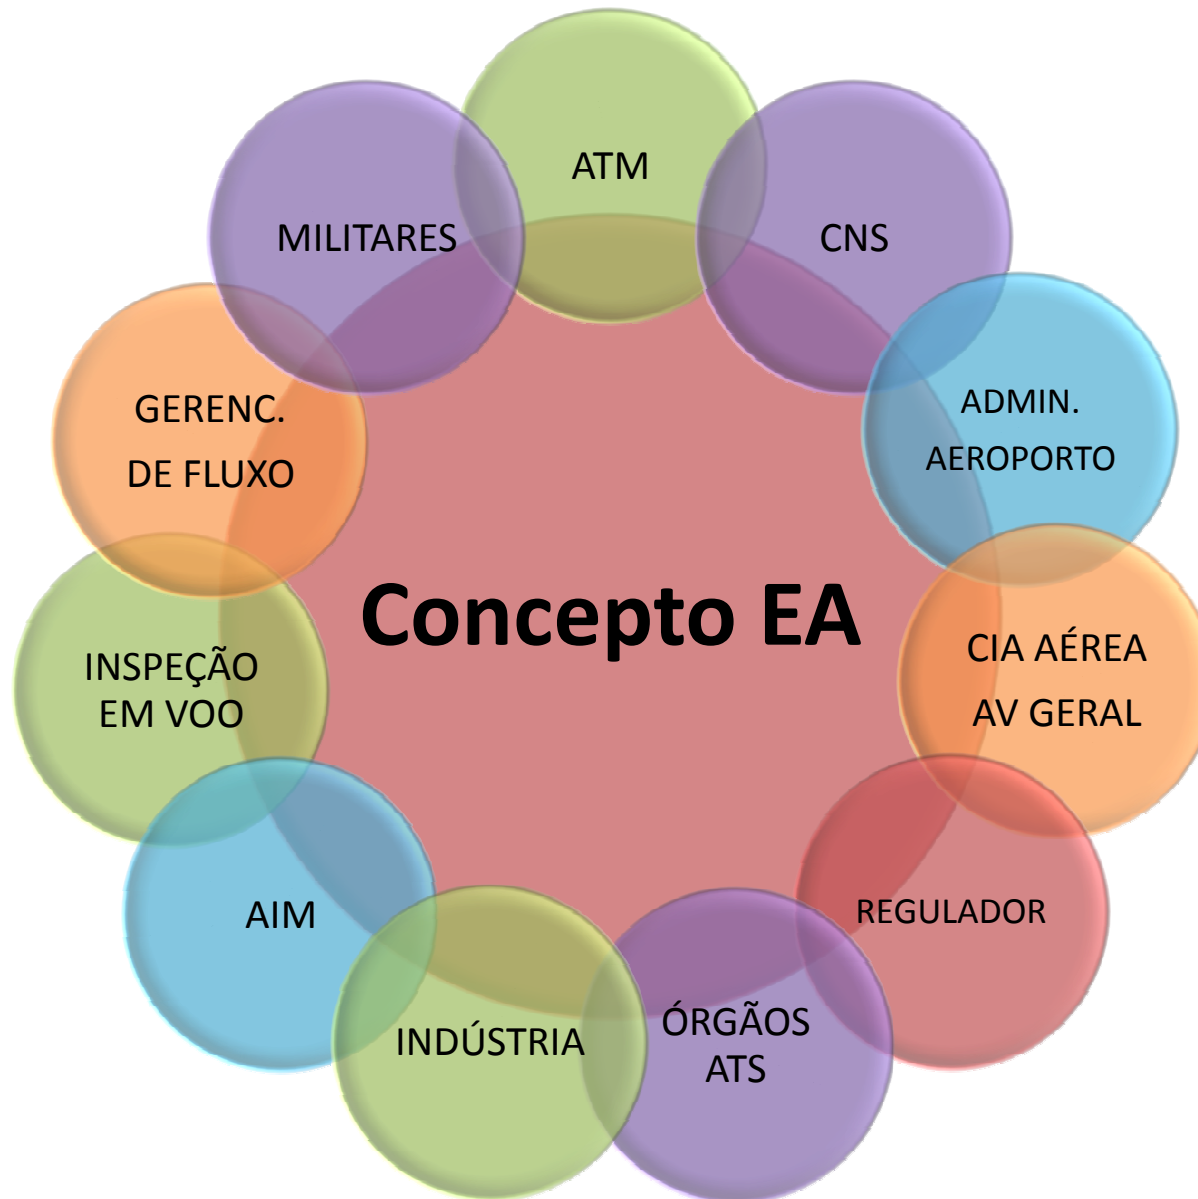 ATM
MILITARES
CNS
GERENC.
DE FLUXO
ADMIN.
AEROPORTO
Concepto EA
INSPEÇÃO
EM VOO
CIA AÉREA
AV GERAL
AIM
REGULADOR
INDÚSTRIA
ÓRGÃOS
ATS